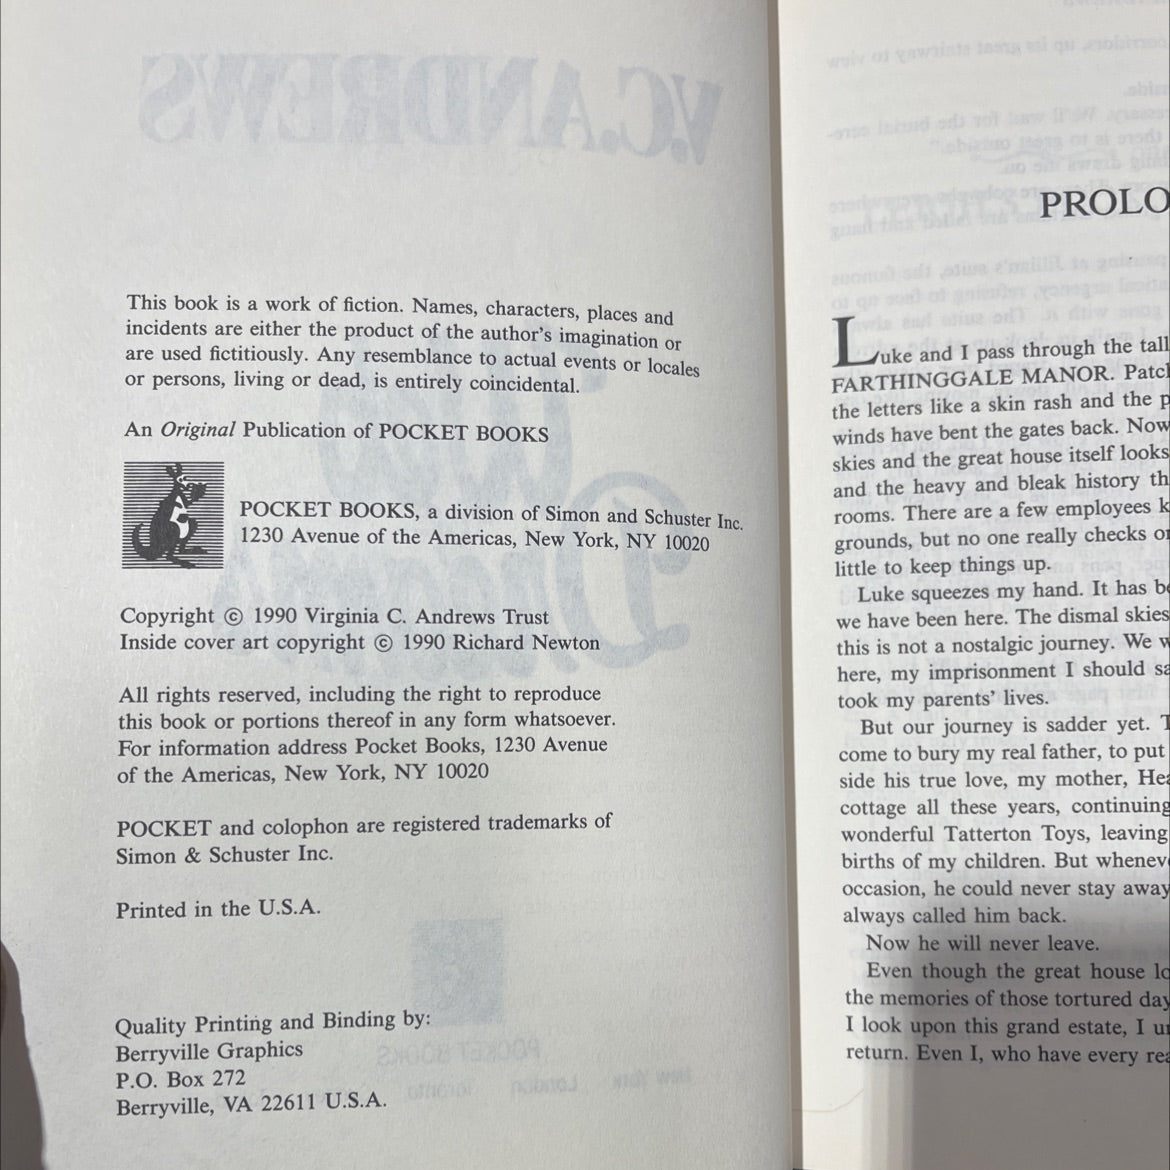 This book is a work of fiction. Names, characters, places and
incidents are either the product of the author's imagination or
are used fictitiously. Any resemblance to actual events or locales
or persons, living or dead, is entirely coincidental.
An Original Publication of POCKET BOOKS
POCKET BOOKS, a division of Simon and Schuster Inc.
1230 Avenue of the Americas, New York, NY 10020
Copyright © 1990 Virginia C. Andrews Trust
Inside cover art copyright © 1990 Richard Newton
All rights reserved, including the right to reproduce
this book or portions thereof in any form whatsoever.
For information address Pocket Books, 1230 Avenue
of the Americas, New York, NY 10020
POCKET and colophon are registered trademarks of
Simon & Schuster Inc.
Printed in the U.S.A.
Quality Printing and Binding by:
Berryville Graphics
P.O. Box 272
Berryville, VA 22611 U.S.A.
PROLO
Luke and I pass through the tall
FARTHINGGALE MANOR. Patch
the letters like a skin rash and the p
winds have bent the gates back. Now
skies and the great house itself looks
and the heavy and bleak history th
rooms. There are a few employees k
grounds, but no one really checks or
little to keep things up.
Luke squeezes my hand. It has be
we have been here. The dismal skies
this is not a nostalgic journey. We w
here, my imprisonment I should sa
took my parents' lives.
But our journey is sadder yet. T
come to bury my real father, to put
side his true love, my mother, Hea
cottage all these years, continuing
wonderful Tatterton Toys, leaving
births of my children. But wheneve
occasion, he could never stay away
always called him back.
Now he will never leave.
Even though the great house lo
the memories of those tortured day
I look upon this grand estate, I un
return. Even I, who have every rea